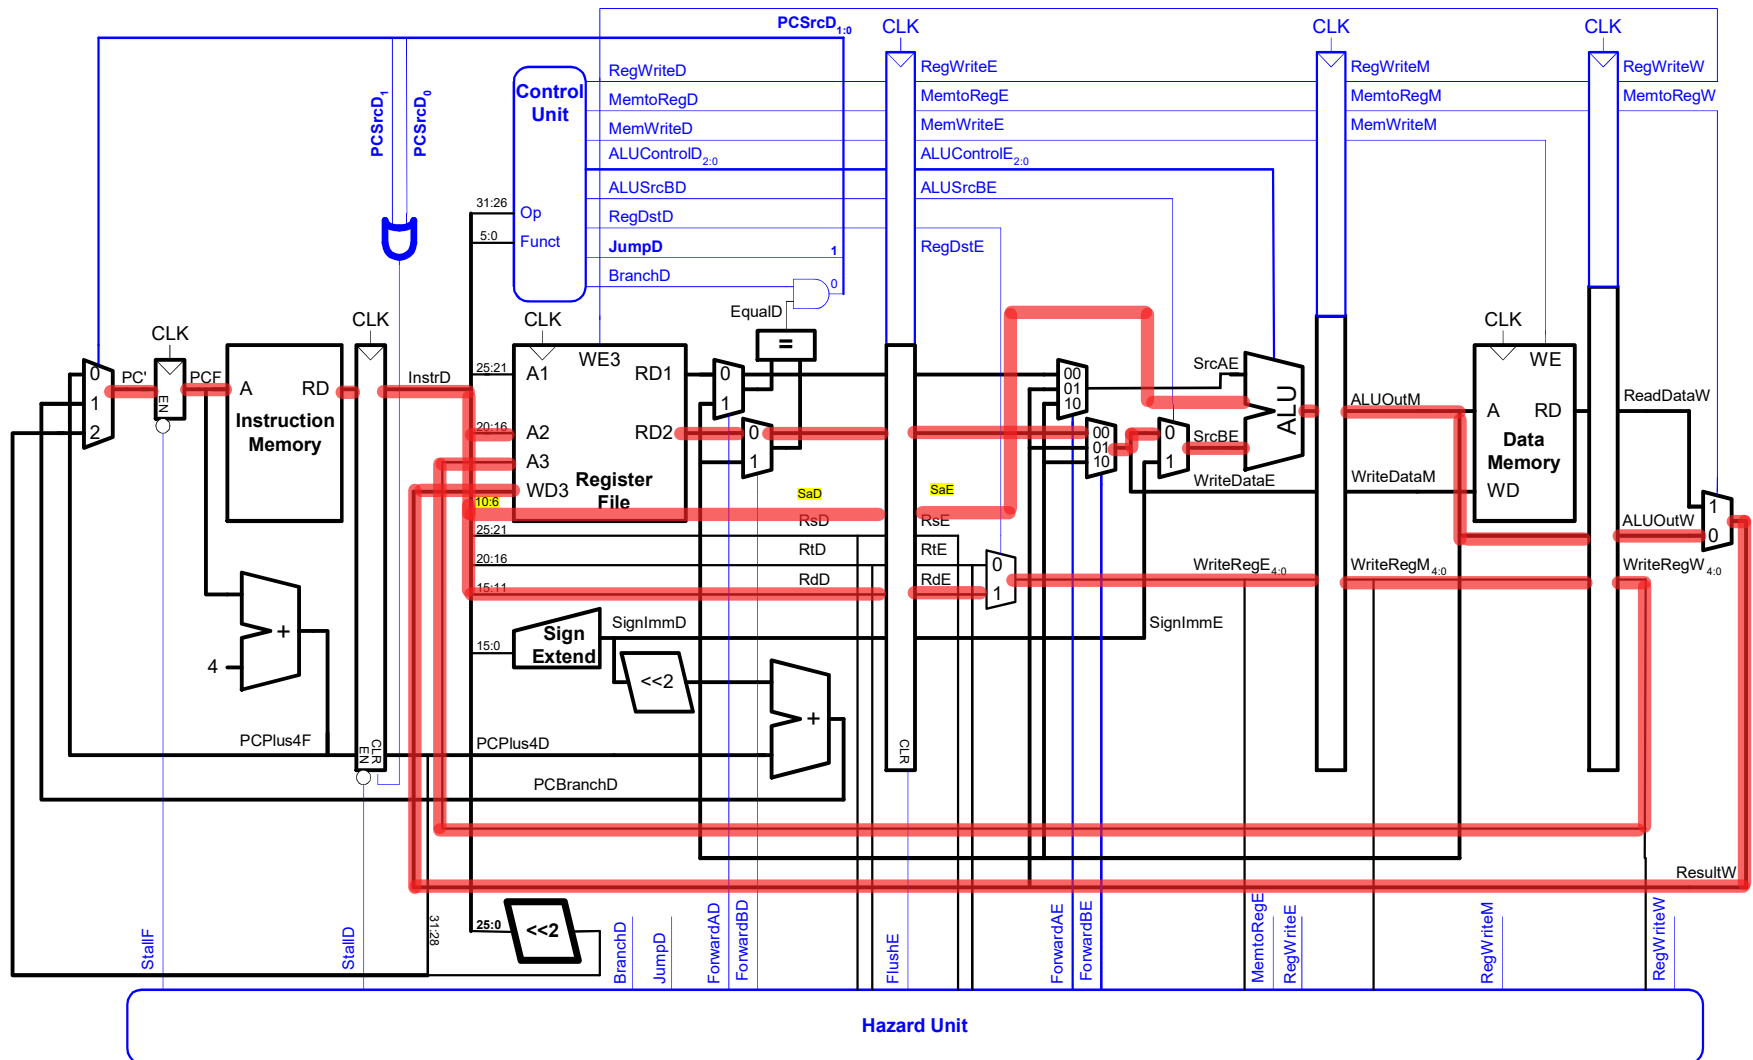 PCSrcD1:0
CLK
CLK
CLK
Control
Unit
RegWriteD
MemtoRegD
MemWriteD
ALUControlD2:0
ALUSrcBD
RegDstD
JumpD
BranchD
RegWriteE
MemtoRegE
MemWriteE
ALUControlE2:0
ALUSrcBE
RegDstE
RegWriteM
MemtoRegM
MemWriteM
RegWriteW
MemtoRegW
PCSrcD1
PCSrcD0
31:26
Op
5:0
Funct
1
0
EqualD
=
CLK
CLK
CLK
CLK
0
1
2
PC'
EN
PCF
A
RD
Instruction
Memory
InstrD
25:21
20:16
10:6
25:21
20:16
15:11
15:0
A1
A2
A3
WD3
WE3
RD1
RD2
Register
File
0
1
0
1
SaD
RsD
RtD
RdD
SaE
RsE
RtE
RdE
00
01
10
00
01
10
0
1
SrcAE
SrcBE
ALU
WriteDataE
0
1
WriteRegE4:0
ALUOutM
WriteDataM
WriteRegM4:0
A
RD
WE
Data
Memory
WD
ReadDataW
ALUOutW
WriteRegW4:0
1
0
Sign
Extend
SignImmD
SignImmE
<<2
+
4
+
PCPlus4F
EN
CLR
PCPlus4D
CLR
PCBranchD
ResultW
25:0
<<2
31:28
StallF
StallD
BranchD
JumpD
ForwardAD
ForwardBD
FlushE
ForwardAE
ForwardBE
MemtoRegE
RegWriteE
RegWriteM
RegWriteW
Hazard Unit